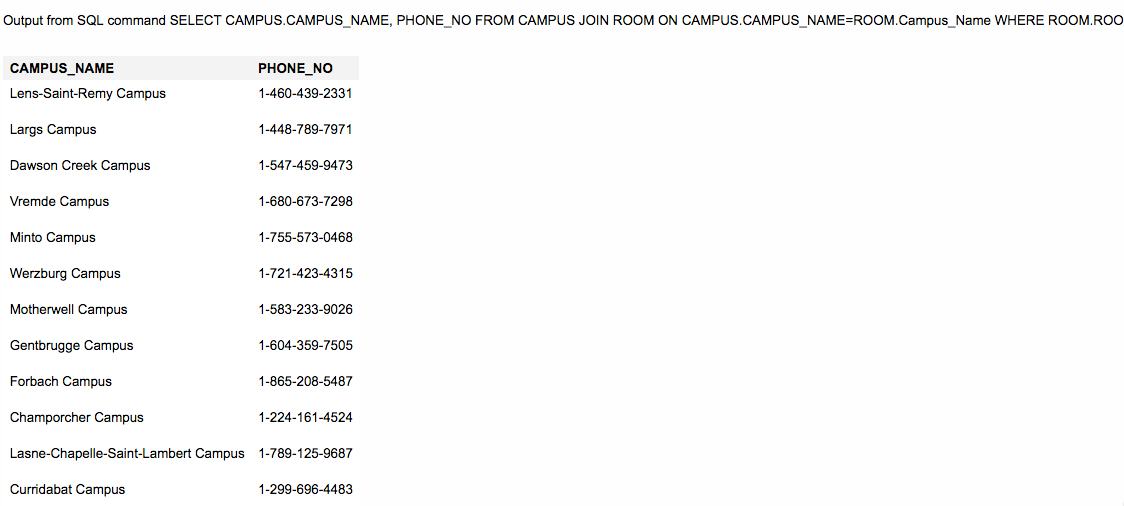 Output from SQL command SELECT CAMPUS.CAMPUS_NAME, PHONE_NO FROM CAMPUS JOIN ROOM ON CAMPUS.CAMPUS_NAME=ROOM.Campus_Name WHERE ROOM.ROO
CAMPUS_NAME PHONE_NO
Lens-Saint-Remy Campus 1-460-439-2331
Largs Campus 1-448-789-7971
Dawson Creek Campus 1-547-459-9473
Vremde Campus 1-680-673-7298
Minto Campus 1-755-573-0468
Werzburg Campus 1-721-423-4315
Motherwell Campus 1-583-233-9026
Gentbrugge Campus 1-604-359-7505
Forbach Campus 1-865-208-5487
Champorcher Campus 1-224-161-4524
Lasne-Chapelle-Saint-Lambert Campus 1-789-125-9687
Curridabat Campus 1-299-696-4483